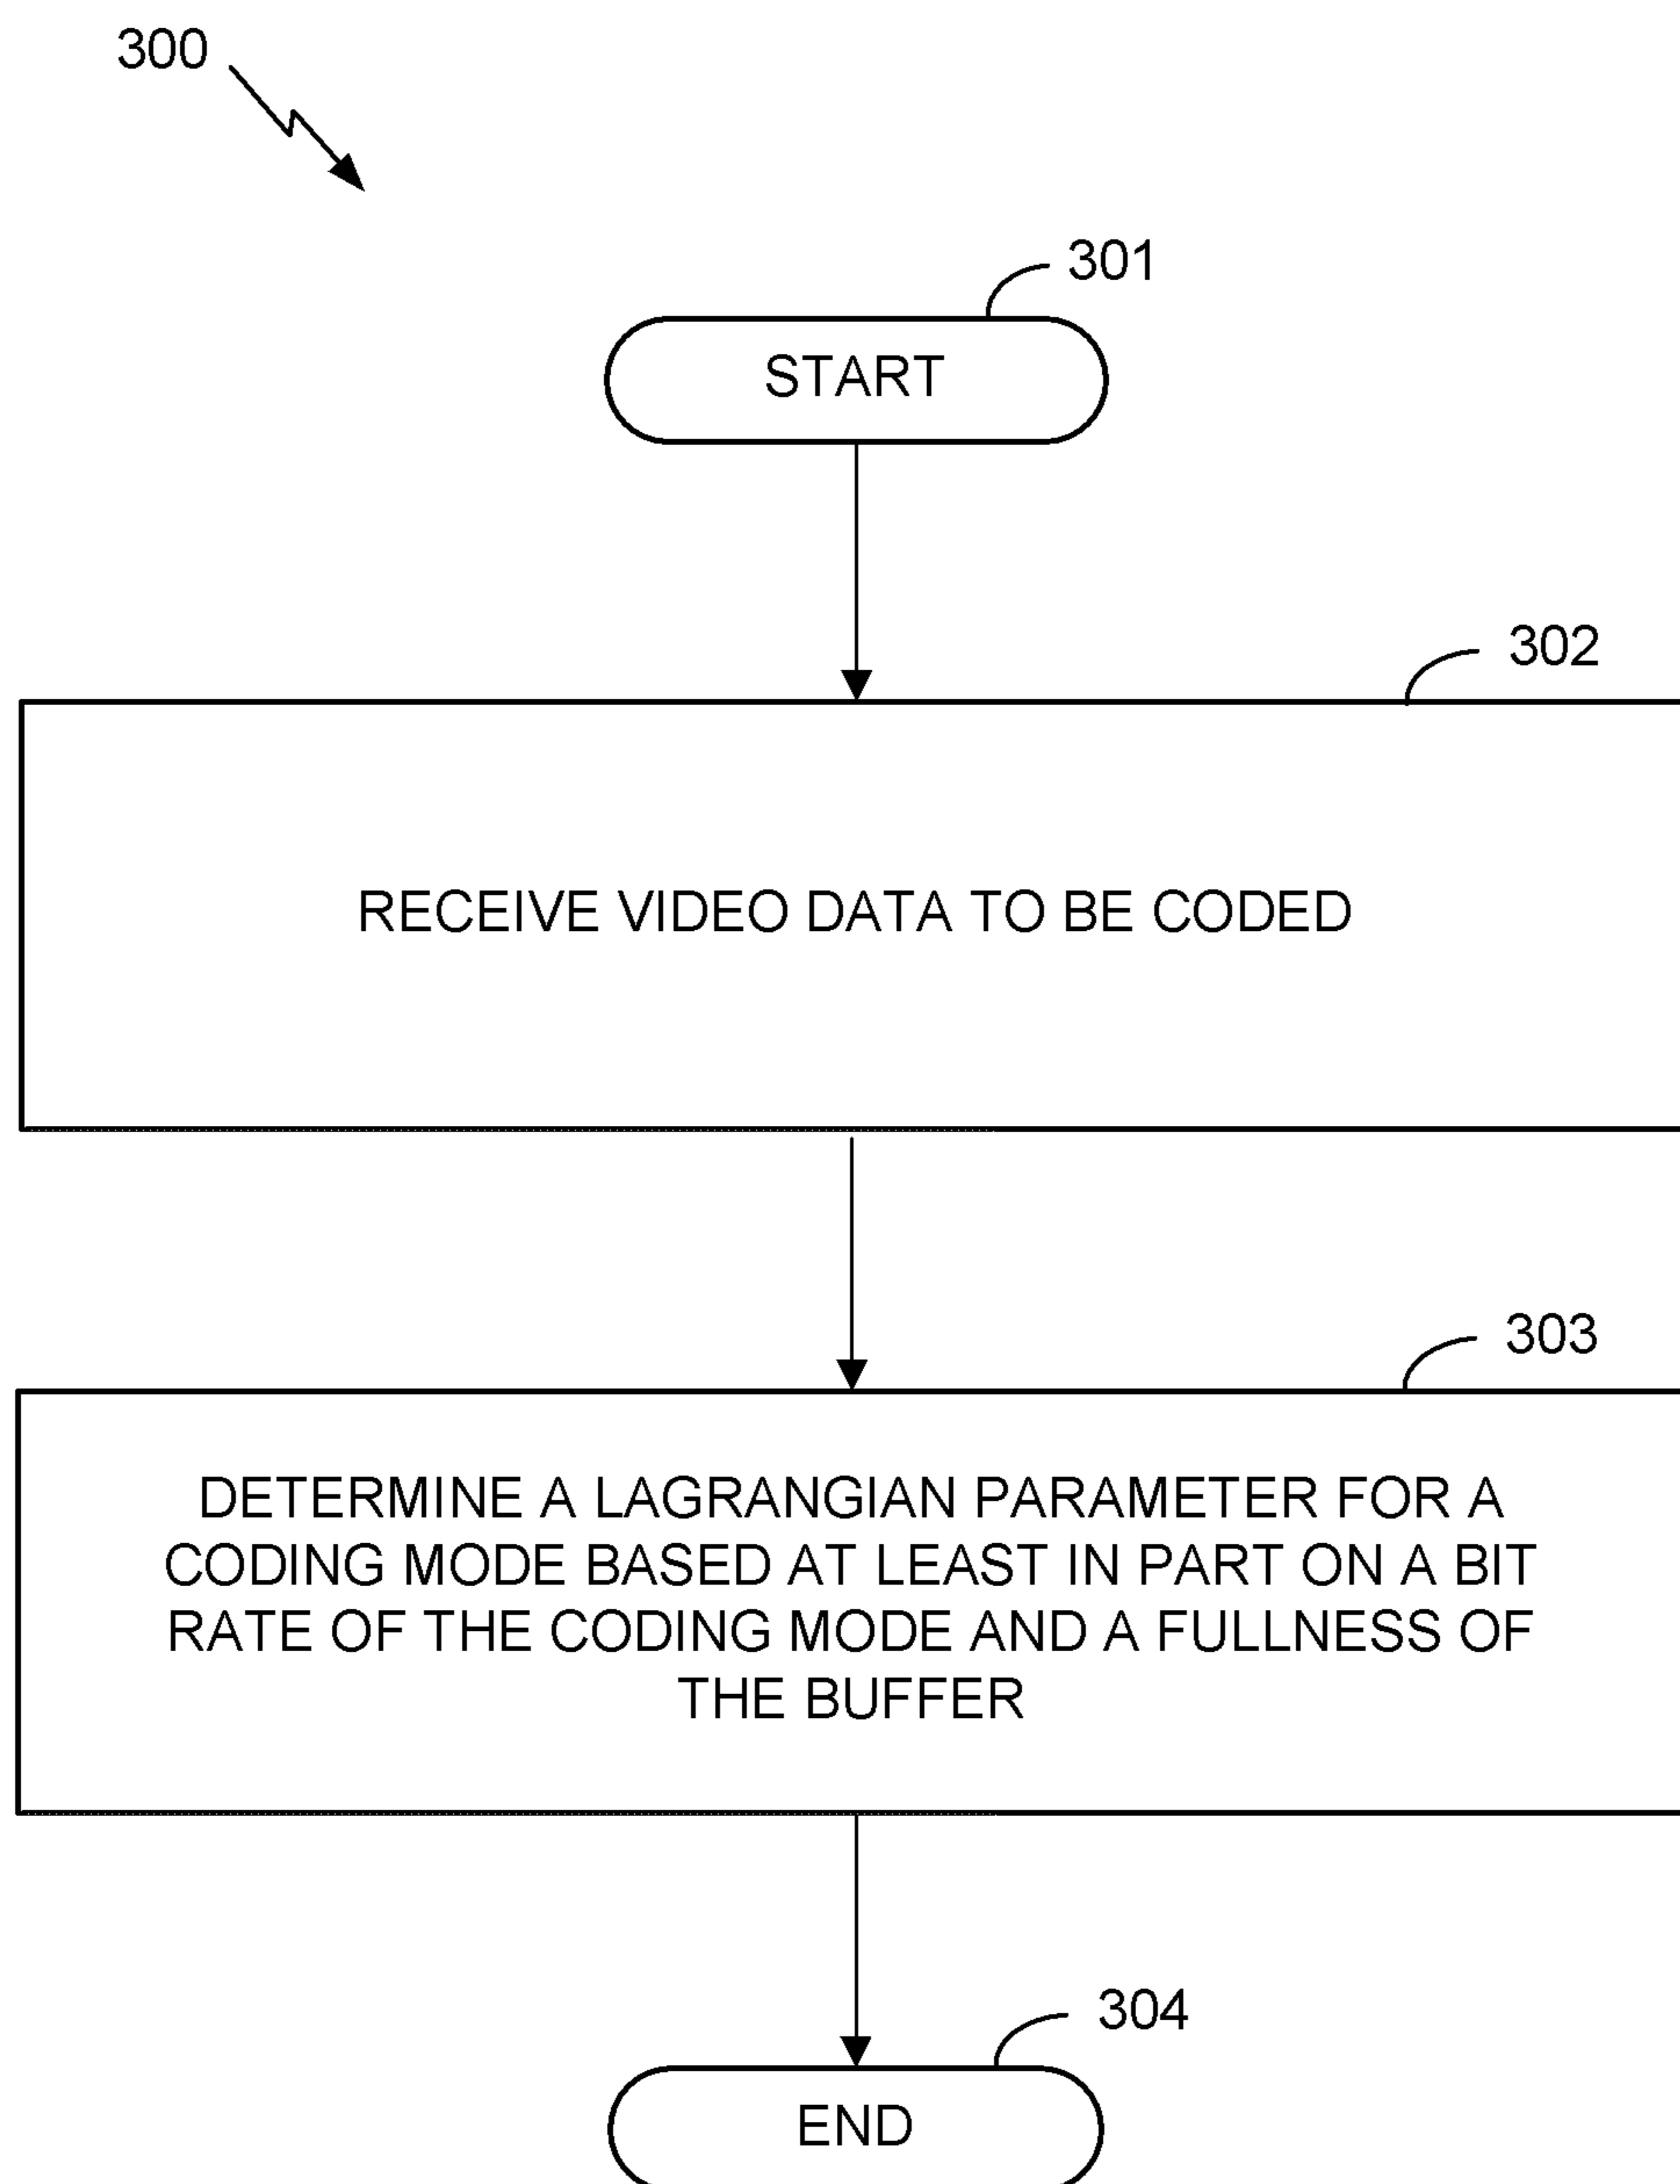 300
301
START
302
RECEIVE VIDEO DATA TO BE CODED
303
DETERMINE A LAGRANGIAN PARAMETER FOR A
CODING MODE BASED AT LEAST IN PART ON A BIT
RATE OF THE CODING MODE AND A FULLNESS OF
THE BUFFER
304
END